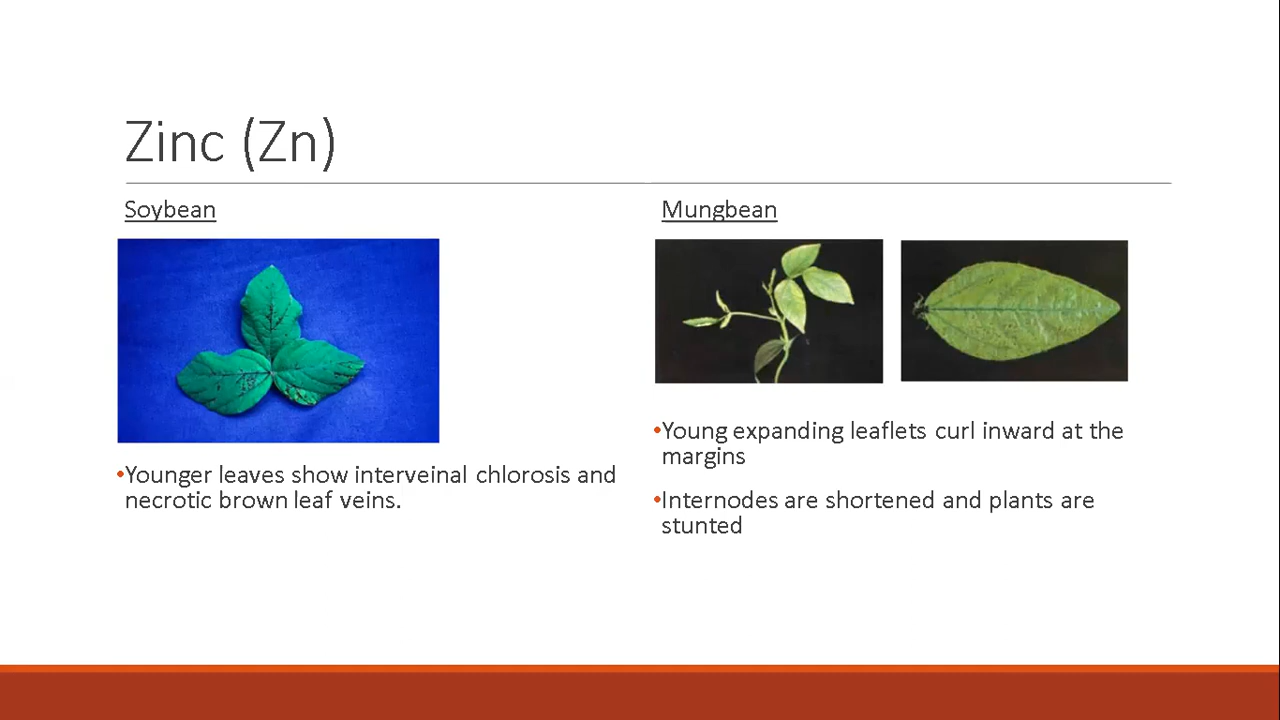 Zinc (Zn)
Soybean
•Younger leaves show interveinal chlorosis and
necrotic brown leaf veins.
Mungbean
•Young expanding leaflets curl inward at the
margins
•Internodes are shortened and plants are
stunted